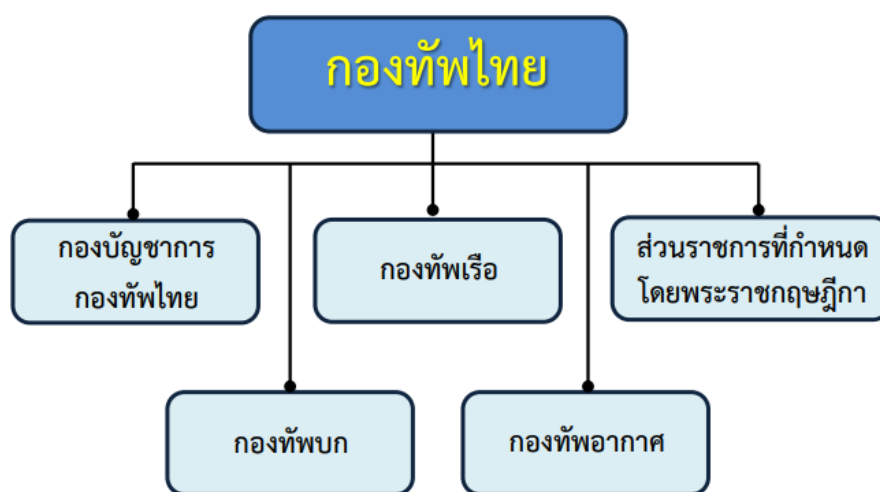 กองทัพไทย
กองบัญชาการ
กองทัพไทย
กองทัพเรือ
ส่วนราชการที่กำหนด
โดยพระราชกฤษฎีกา
กองทัพบก
กองทัพอากาศ